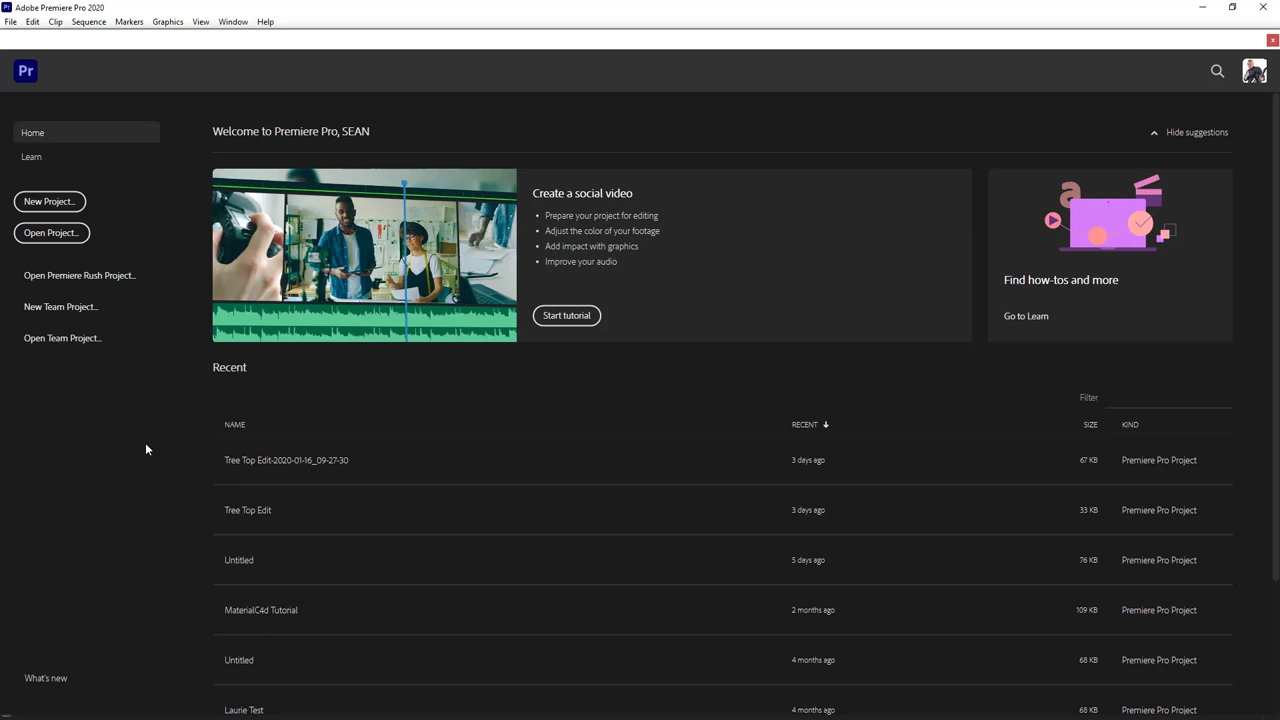 Pr Adobe Premiere Pro 2020
File Edit Clip Sequence Markers Graphics View Window Help
Pr
Home
Learn
New Project...
Open Project...
Open Premiere Rush Project...
New Team Project...
Open Team Project...
What's new
Welcome to Premiere Pro, SEAN
Hide suggestions
Create a social video
• Prepare your project for editing
• Adjust the color of your footage
• Add impact with graphics
• Improve your audio
Start tutorial
a
Find how-tos and more
Go to Learn
Recent
Filter
NAME RECENT SIZE KIND
Tree Top Edit-2020-01-16_09-27-30 3 days ago 67 KB Premiere Pro Project
Tree Top Edit 3 days ago 33 KB Premiere Pro Project
Untitled 5 days ago 76 KB Premiere Pro Project
MaterialC4d Tutorial 2 months ago 109 KB Premiere Pro Project
Untitled 4 months ago 68 KB Premiere Pro Project
Laurie Test 4 months ago 68 KB Premiere Pro Project